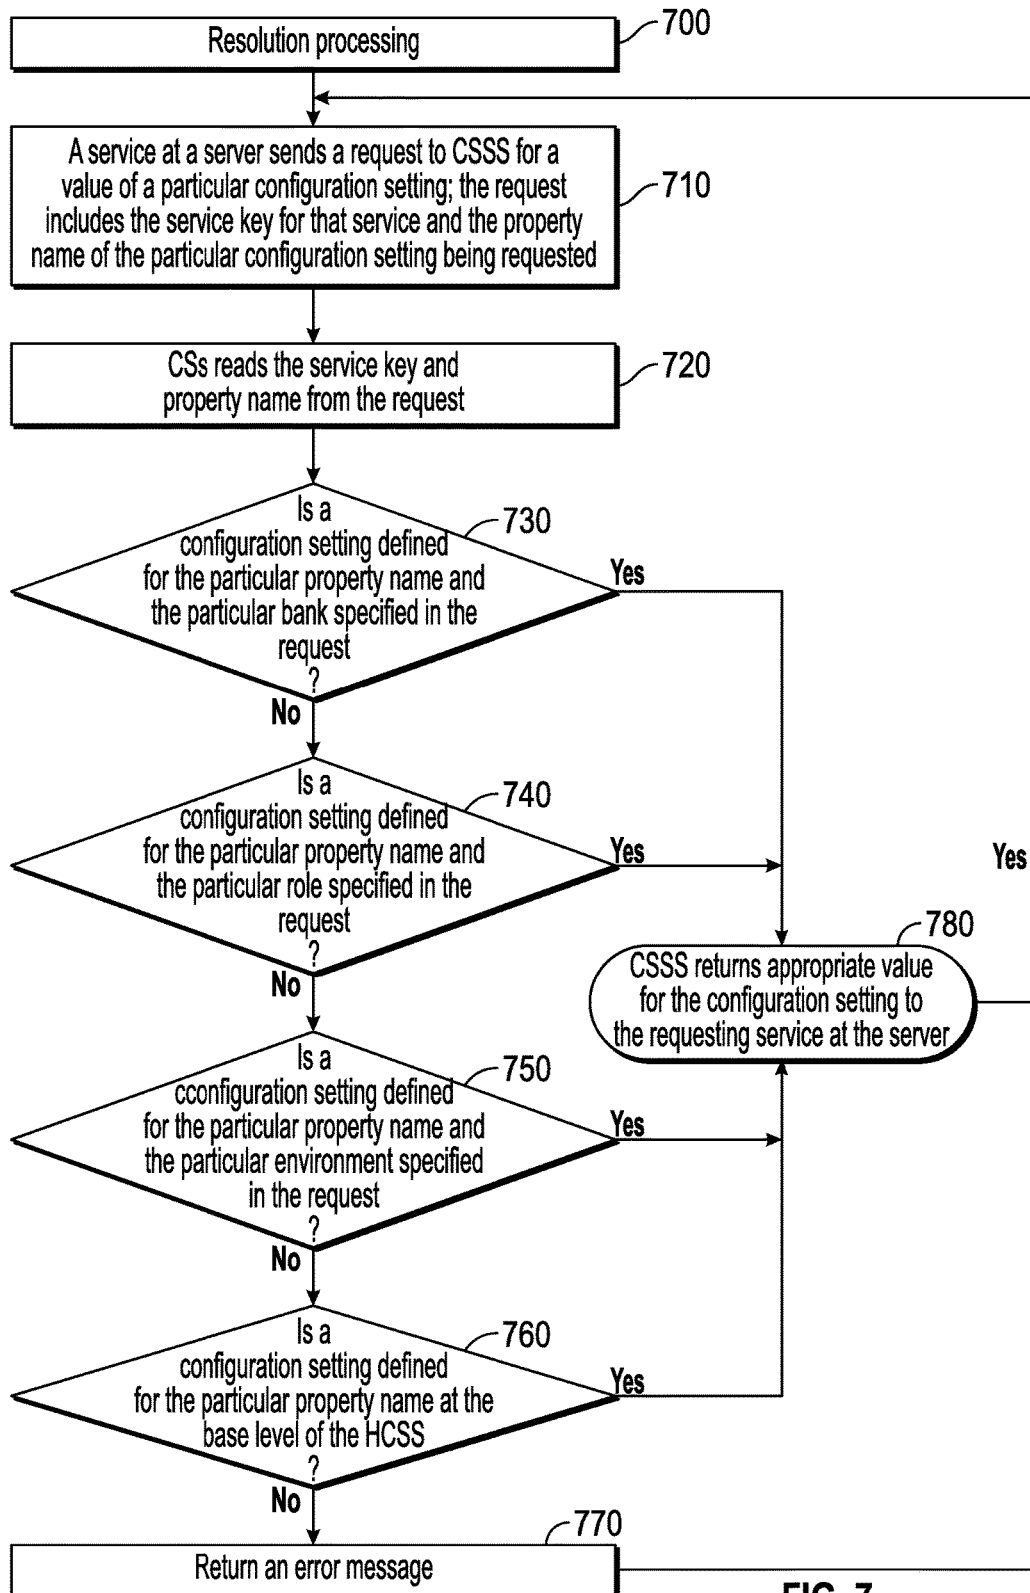 Resolution processing
700
A service at a server sends a request to CSSS for a
value of a particular configuration setting; the request
includes the service key for that service and the property
name of the particular configuration setting being requested
710
CSs reads the service key and
property name from the request
720
Is a
configuration setting defined
for the particular property name and
the particular bank specified in the
request
?
730
Yes
No
Is a
configuration setting defined
for the particular property name and
the particular role specified in the
request
?
740
Yes
No
Yes
780
CSSS returns appropriate value
for the configuration setting to
the requesting service at the server
Is a
cconfiguration setting defined
for the particular property name and
the particular environment specified
in the request
?
750
Yes
No
Is a
configuration setting defined
for the particular property name at the
base level of the HCSS
?
760
Yes
No
770
Return an error message
FIG. 7